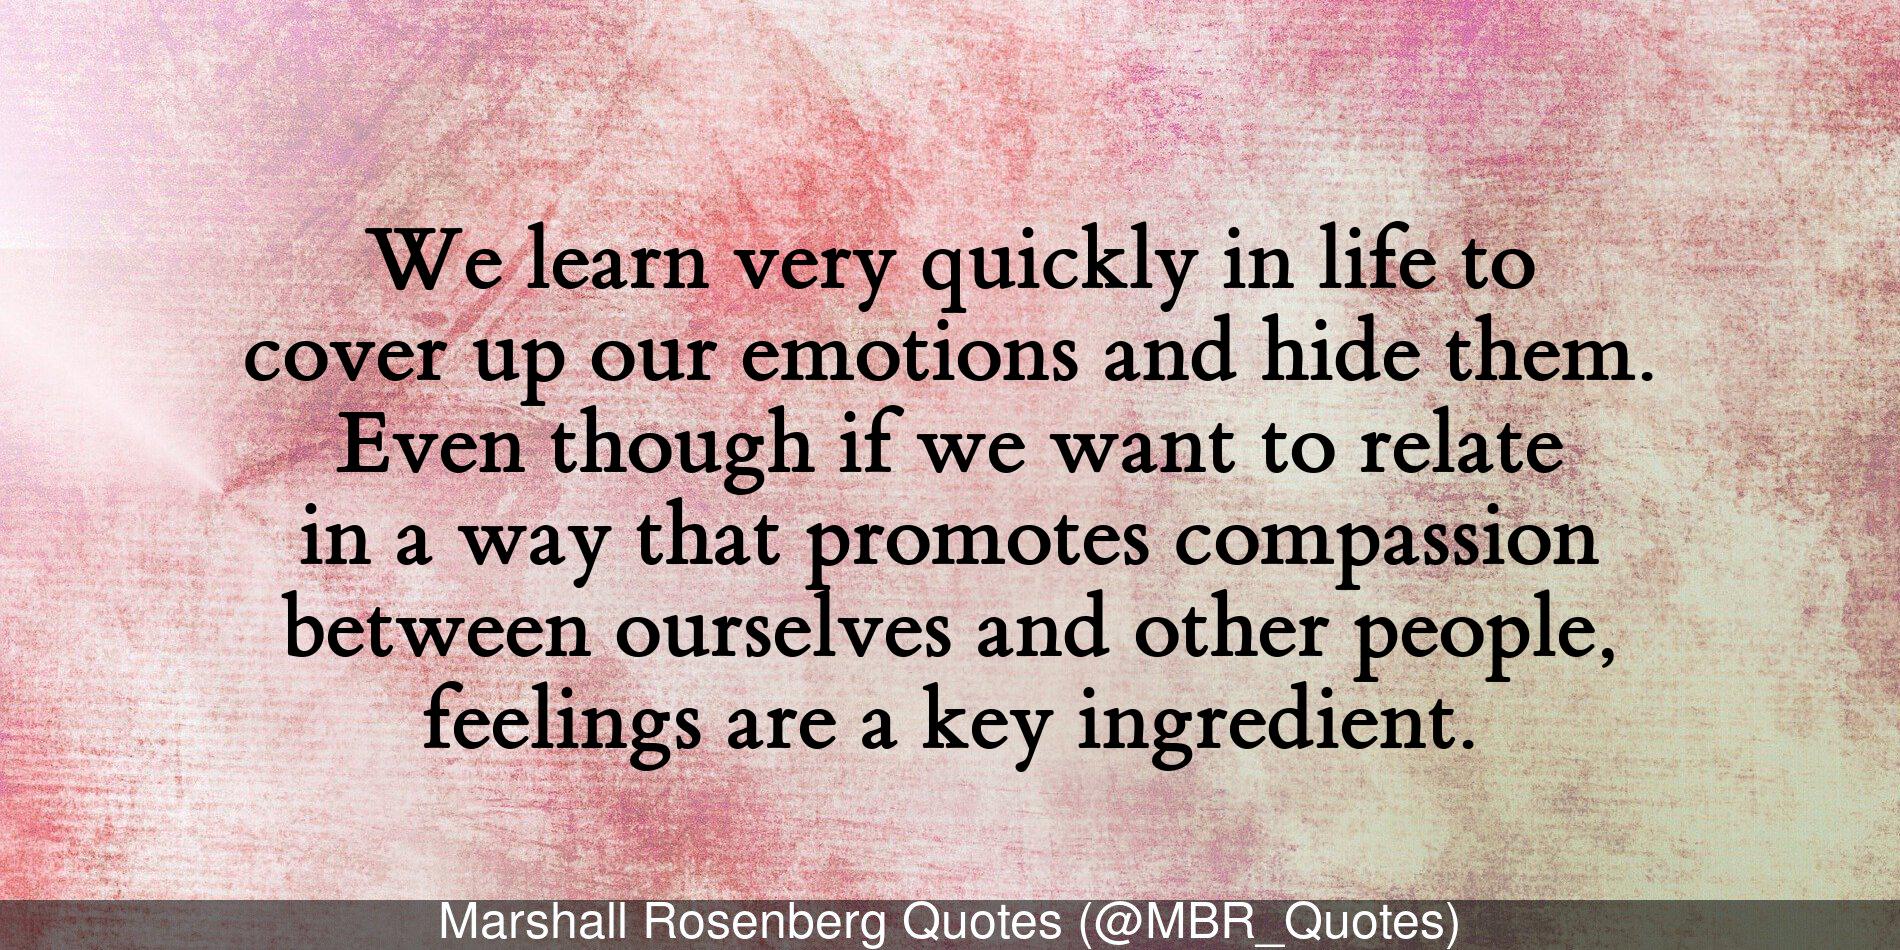 We learn very quickly in life to
cover up our emotions and hide them.
Even though if we want to relate
in a way that promotes compassion
between ourselves and other people,
feelings are a key ingredient.
Marshall Rosenberg Quotes (@MBR_Quotes)